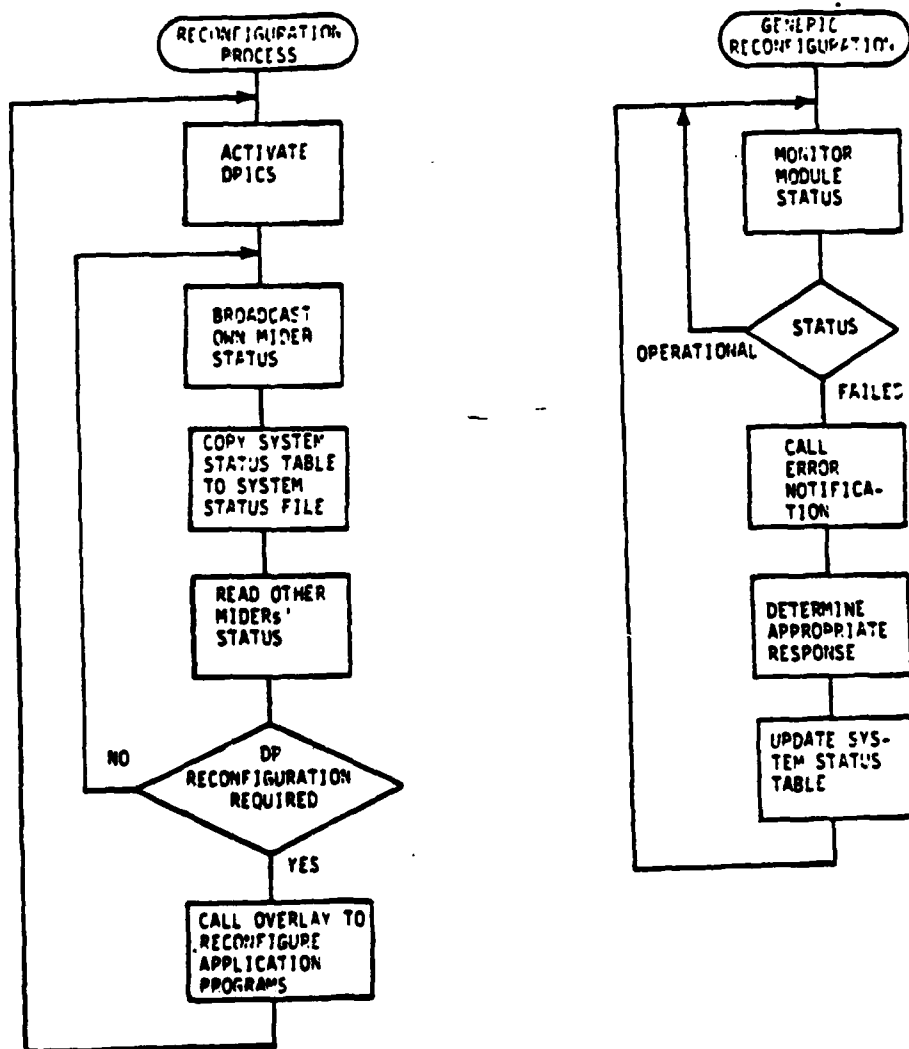 RECONFIGURATION
PROCESS
ACTIVATE
DPICS
BROADCAST
OWN MIDER
STATUS
COPY SYSTEM
STATUS TABLE
TO SYSTEM
STATUS FILE
READ OTHER
MIDERs'
STATUS
NO
DP
RECONFIGURATION
REQUIRED
YES
CALL OVERLAY TO
RECONFIGURE
APPLICATION
PROGRAMS
GENERIC
RECONFIGURATION
MONITOR
MODULE
STATUS
STATUS
OPERATIONAL
FAILED
CALL
ERROR
NOTIFICA-
TION
DETERMINE
APPROPRIATE
RESPONSE
UPDATE SYS-
TEM STATUS
TABLE